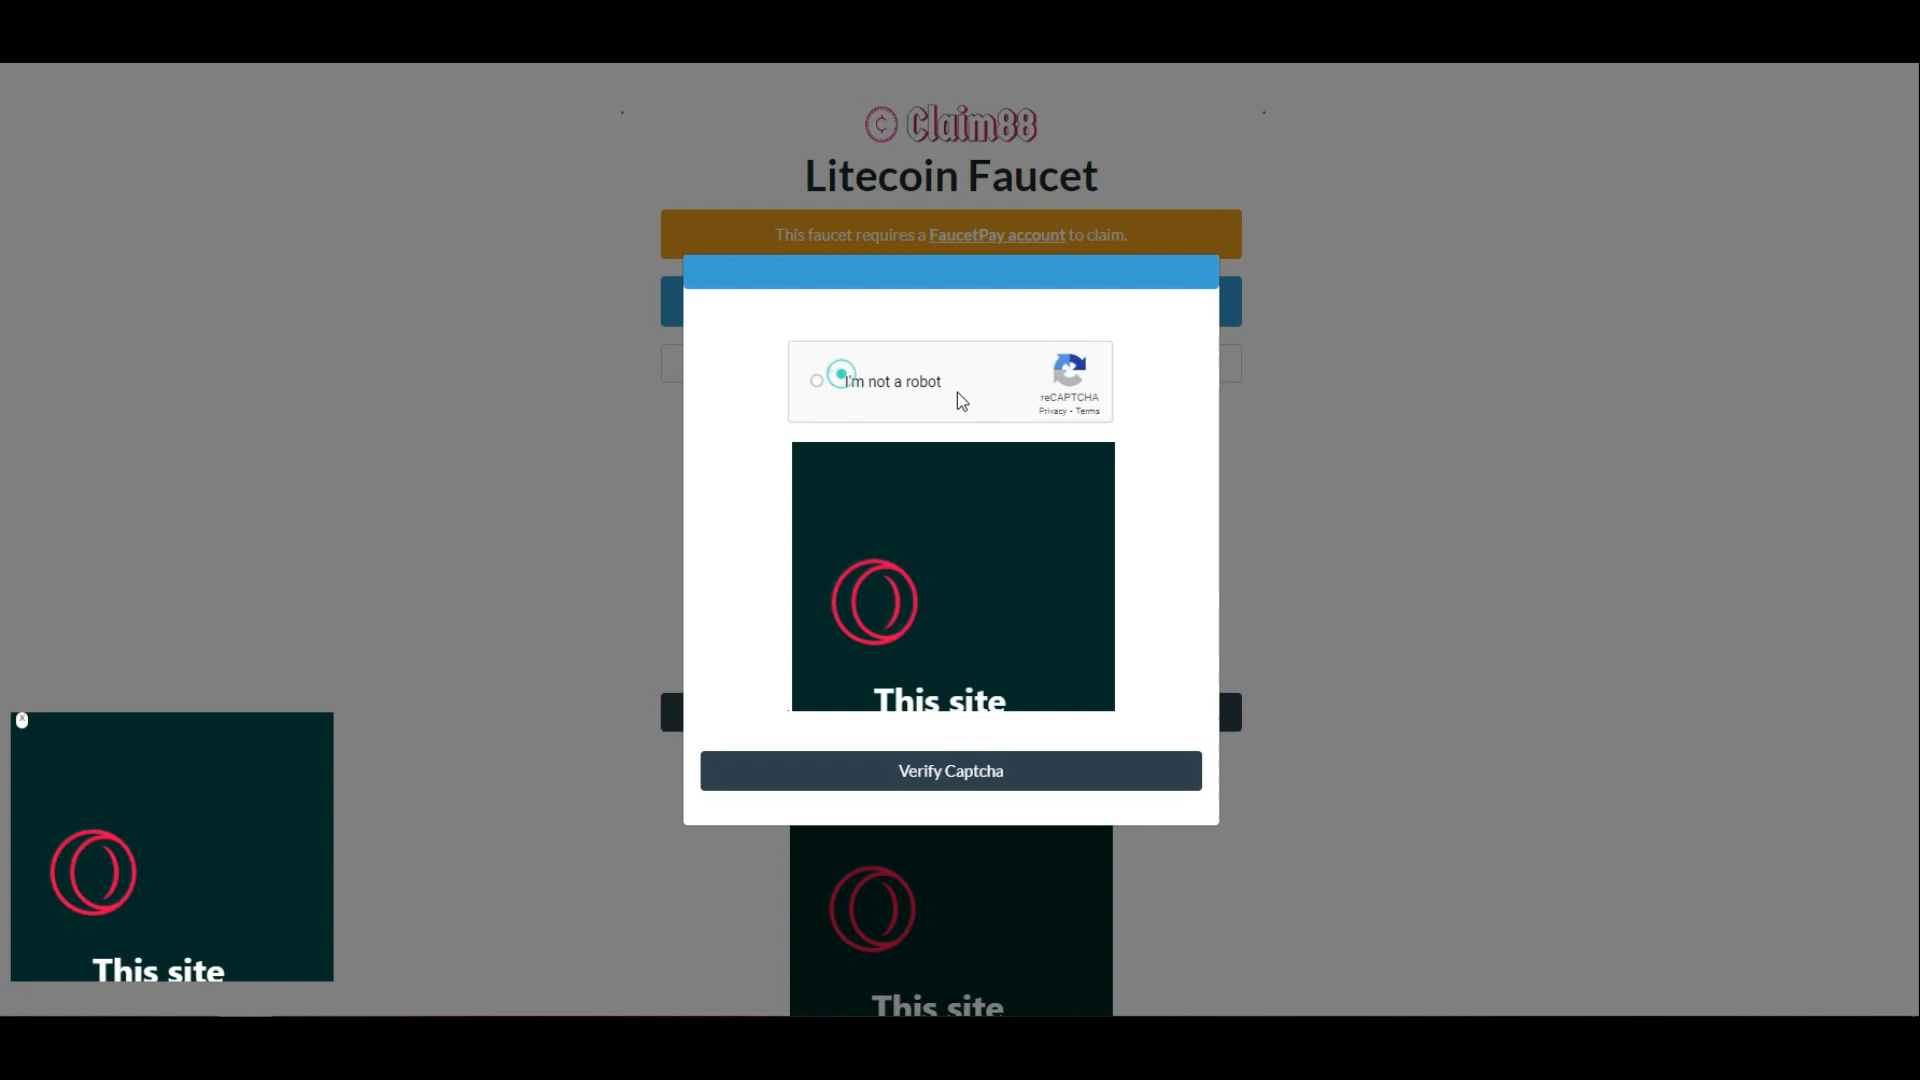 Claim88
Litecoin Faucet
This faucet requires a FaucetPay account to claim.
I'm not a robot
reCAPTCHA
Privacy - Terms
This site
Verify Captcha
X
This site
This site